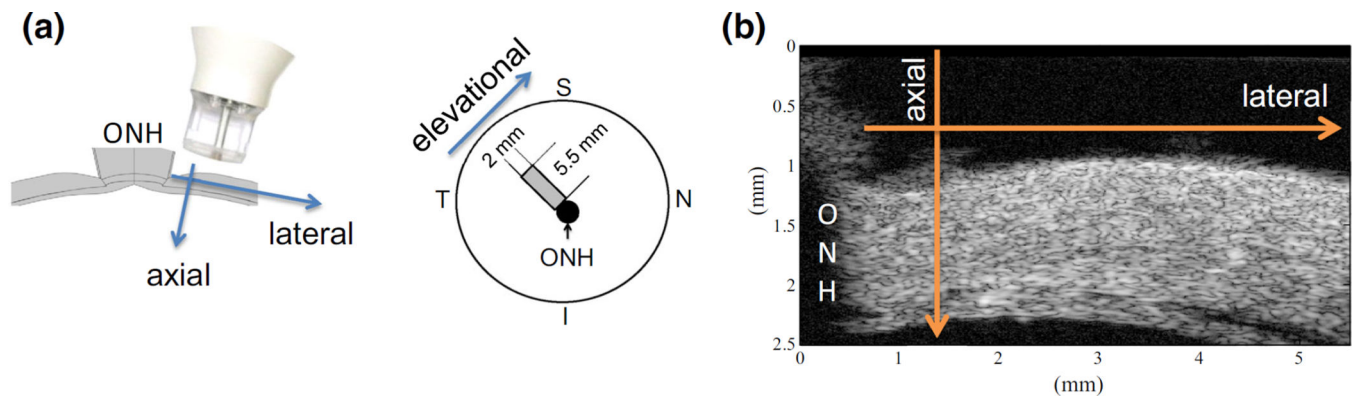 (a)
ONH
lateral
axial
elevational
S
2 mm
5.5 mm
T
N
ONH
I
(b)
0
0.5
1
1.5
2
2.5
(mm)
axial
lateral
O
N
H
0
1
2
3
4
5
(mm)